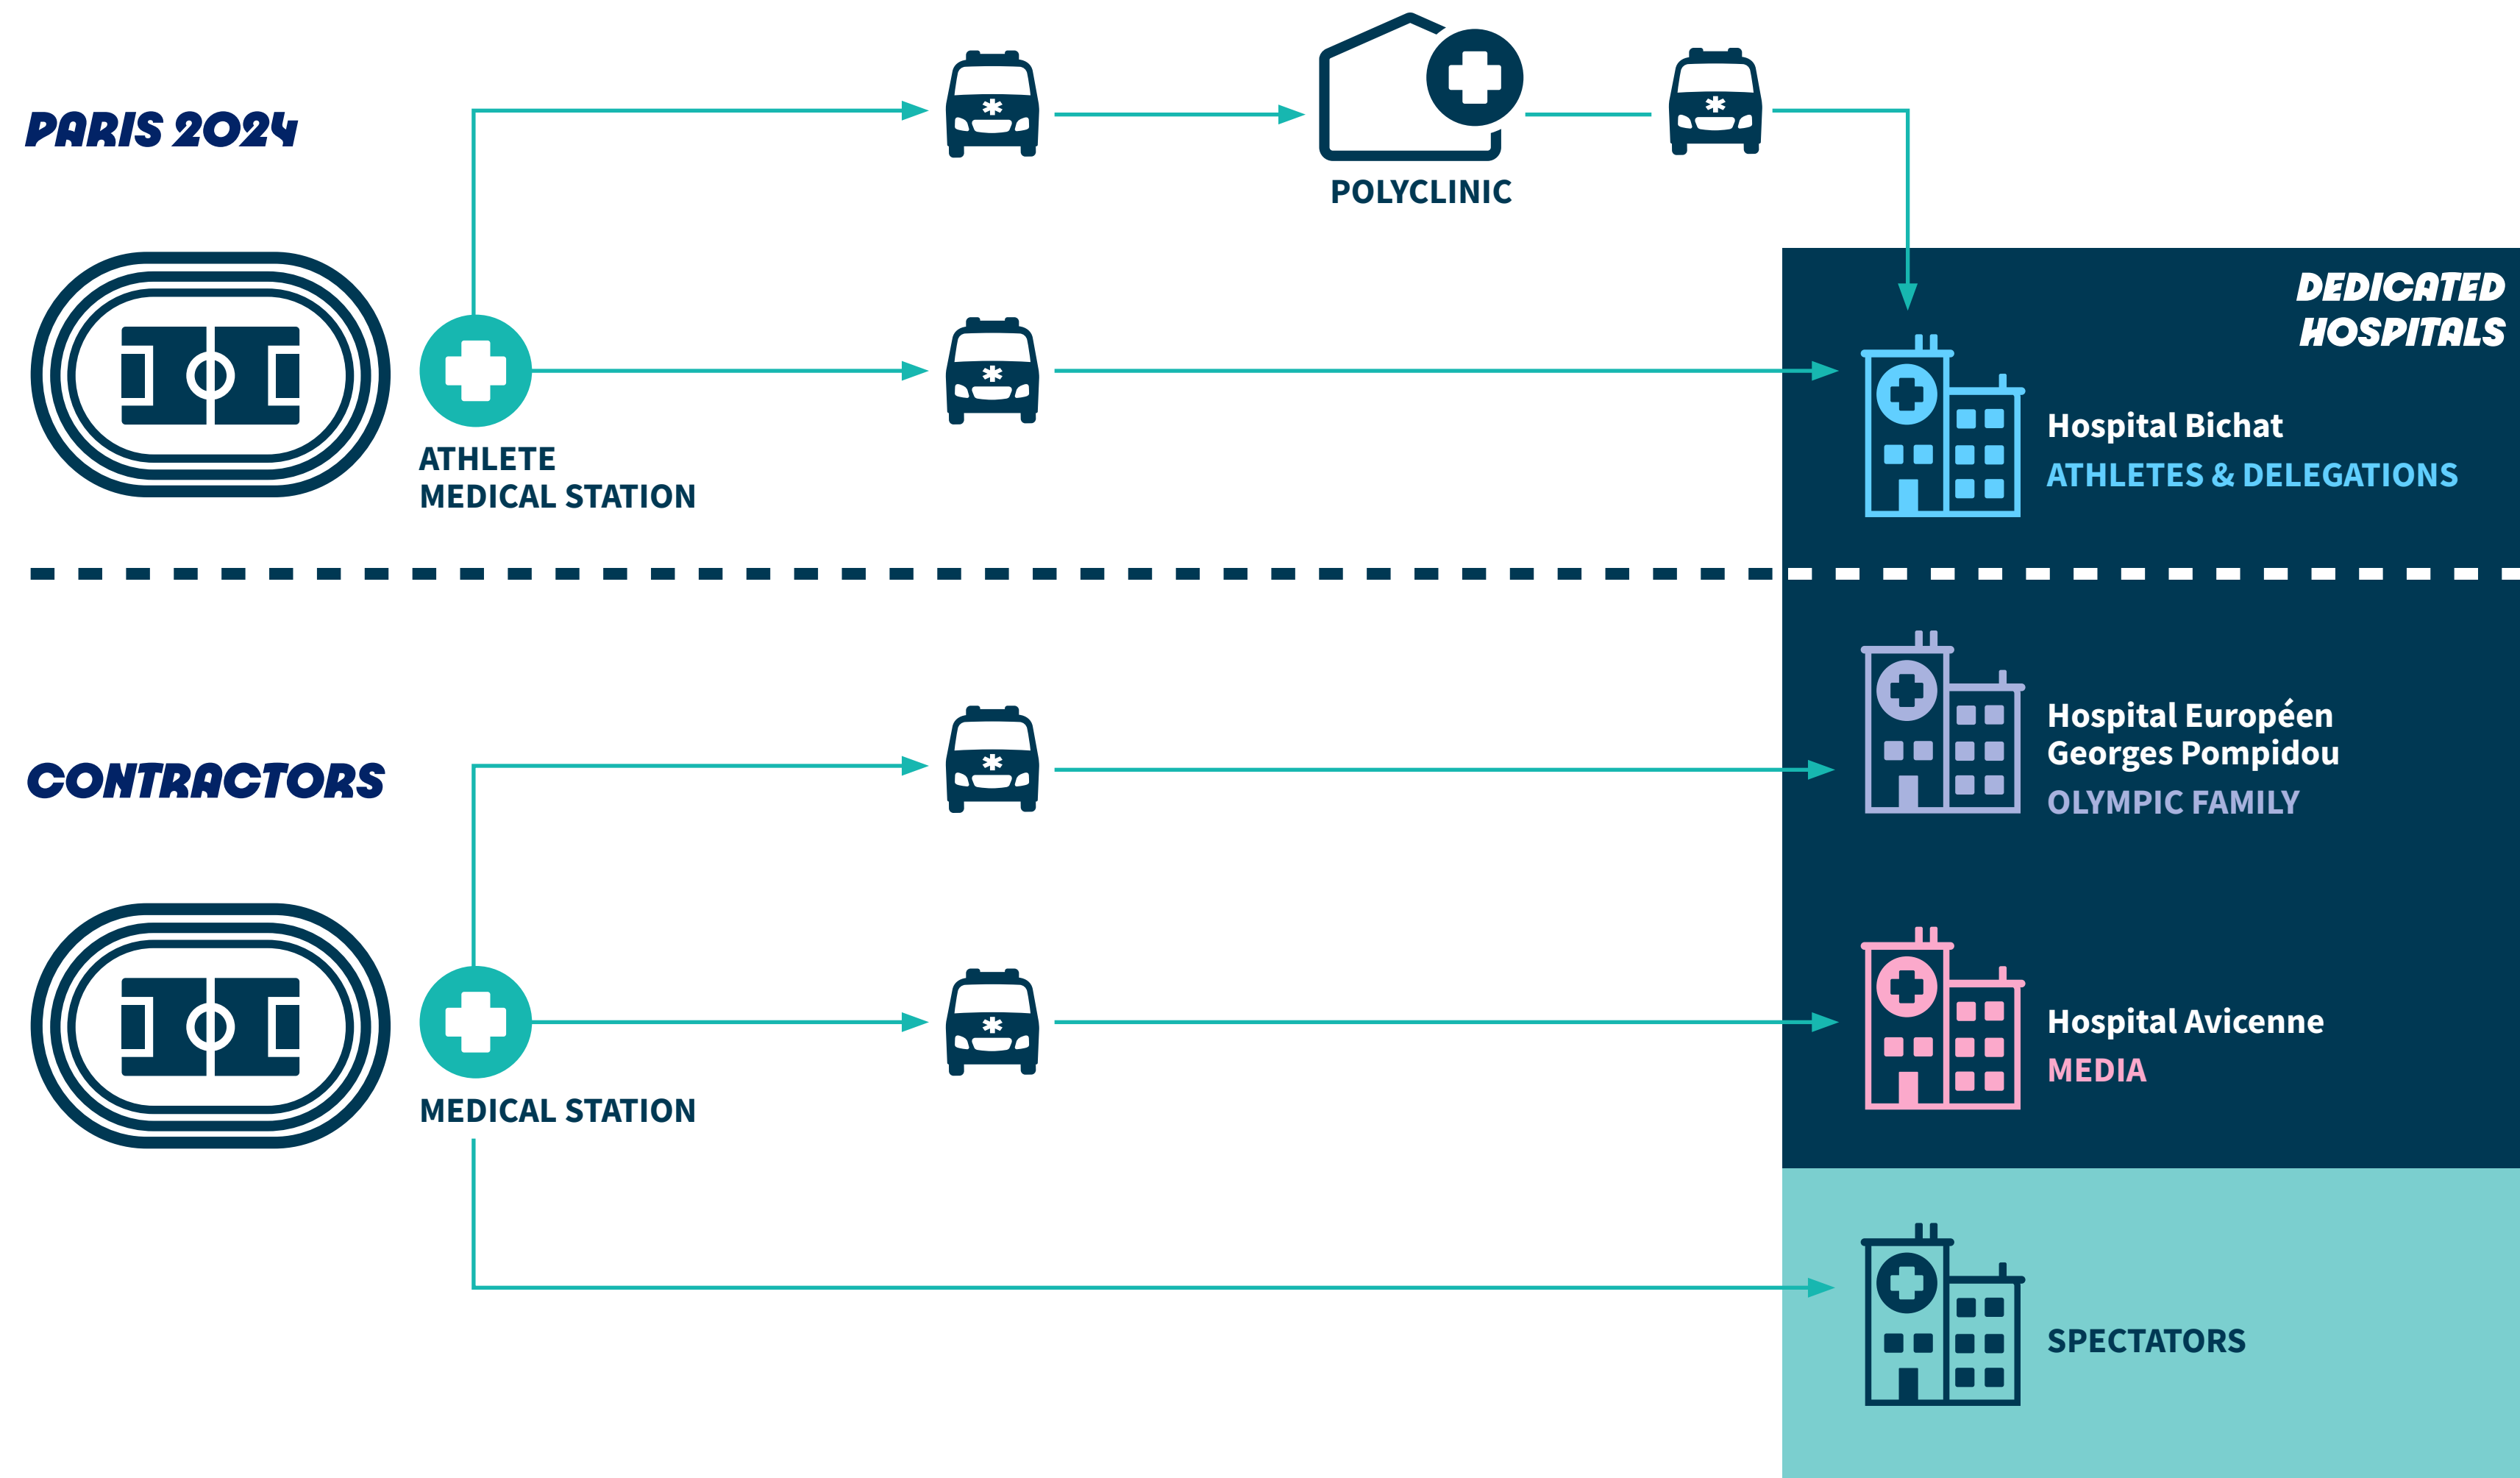 PARIS 2024
POLYCLINIC
DEDICATED
HOSPITALS
ATHLETE
MEDICAL STATION
Hospital Bichat
ATHLETES & DELEGATIONS
CONTRACTORS
Hospital Européen
Georges Pompidou
OLYMPIC FAMILY
MEDICAL STATION
Hospital Avicenne
MEDIA
SPECTATORS